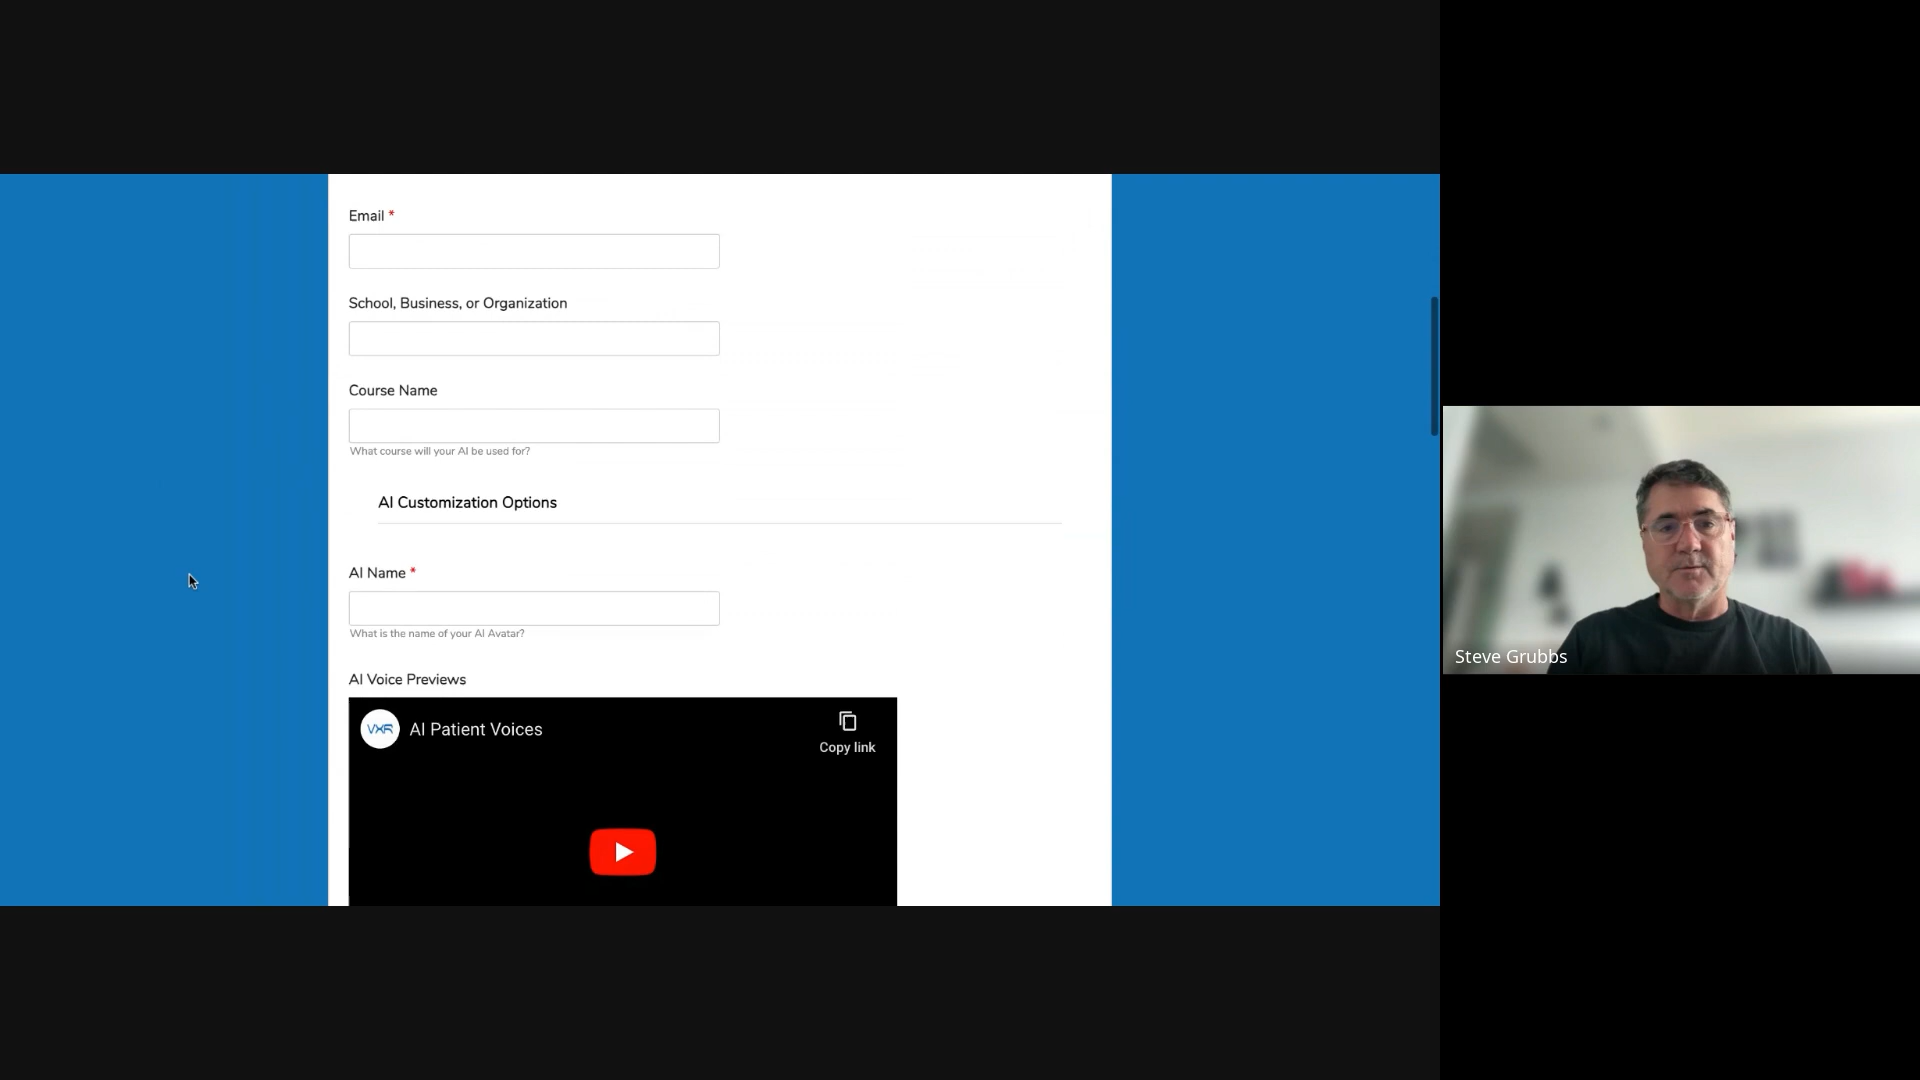 Email *
School, Business, or Organization
Course Name
What course will your AI be used for?
AI Customization Options
AI Name *
What is the name of your AI Avatar?
AI Voice Previews
VXR
AI Patient Voices
Copy link
Steve Grubbs